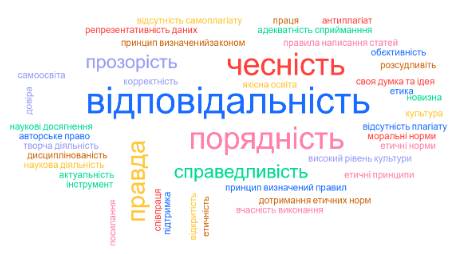 відсутність самоплагіату
праця
антиплагіат
репрезентативність даних
адекватність сприймання
принцип визначенийзаконом
правила написання статей
прозорість
чесність
обєктивність
розсудливіть
самоосвіта
коректність
якісна освіта
своя думка та ідея
етика
довіра
відповідальність
новизна
культура
наукові досягнення
авторське право
порядність
відсутність плагіату
моральні норми
творча діяльність
етичні норми
дисциплінованість
правда
високий рівень культури
наукова діяльність
справедливість
актуальність
етичні принципи
інструмент
принцип визначений правил
посилання
співпраця
підтримка
відкритість
етичність
дотримання етичних норм
вчасність виконання